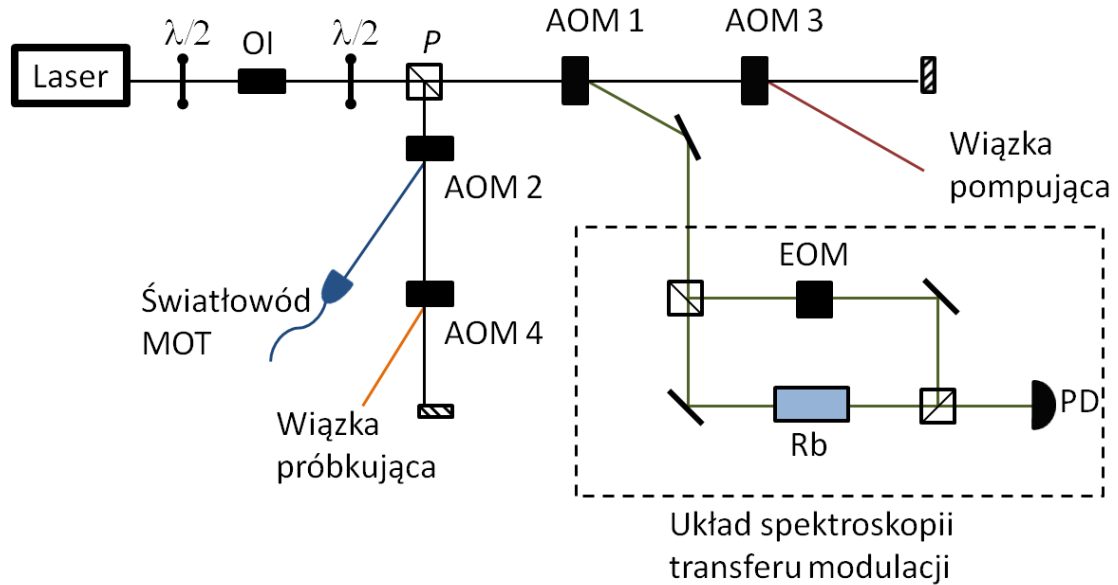 AOM 1
AOM 3
λ/2
OI
λ/2
P
Laser
Wiązka
pompująca
AOM 2
EOM
Światłowód
MOT
AOM 4
PD
Wiązka
próbkująca
Rb
Układ spektroskopii
transferu modulacji